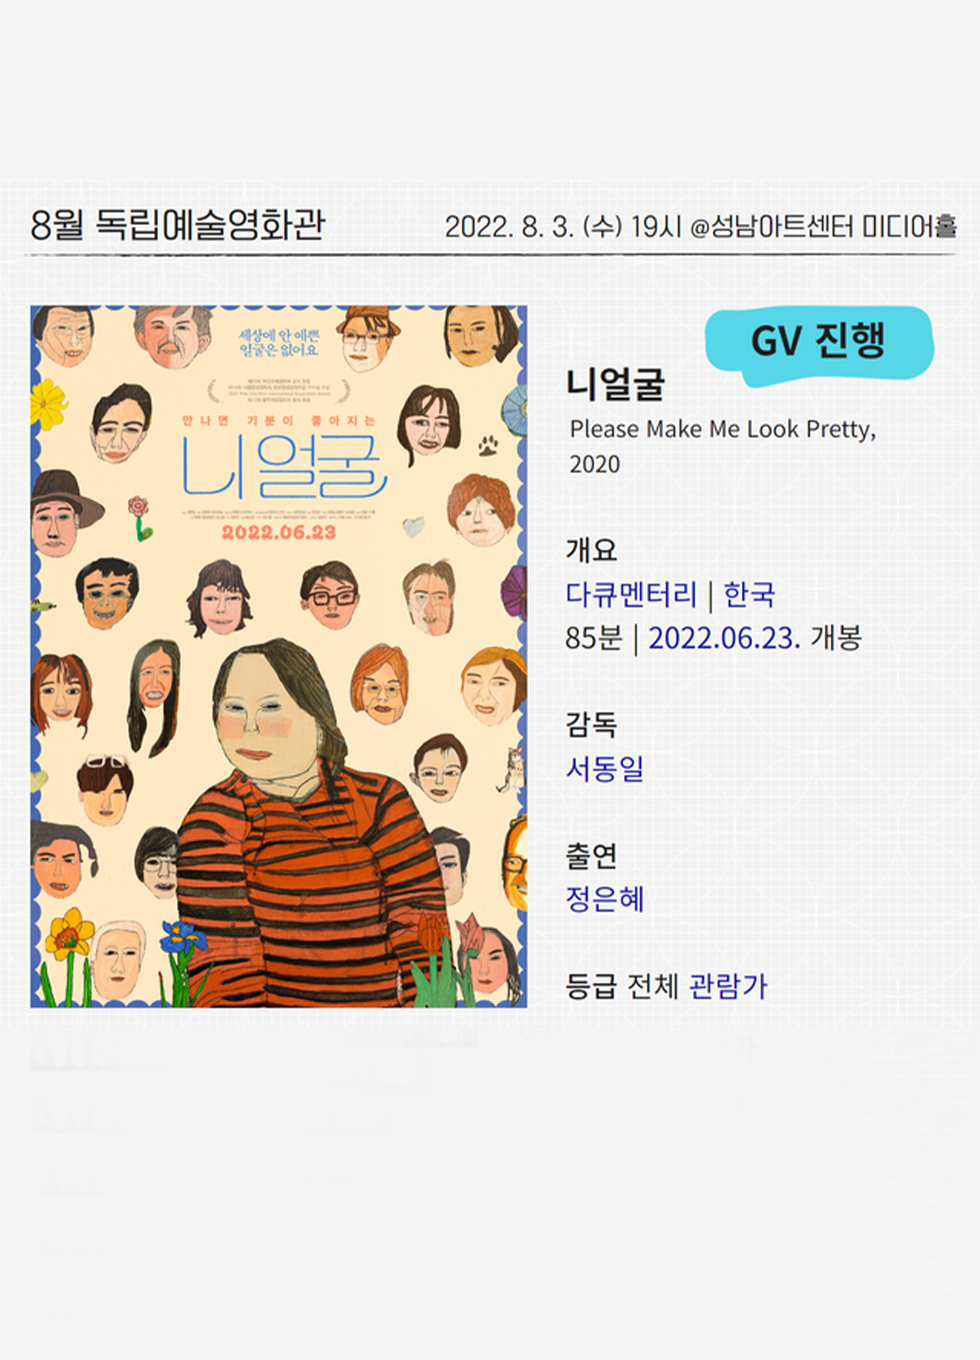 8월 독립예술영화관
2022. 8. 3. (수) 19시 @성남아트센터 미디어홀
세상에 안 예쁜
얼굴은 없어요
만나면 기분이 좋아지는
니얼굴
2022.06.23
GV 진행
니얼굴
Please Make Me Look Pretty,
2020
개요
다큐멘터리 | 한국
85분 | 2022.06.23. 개봉
감독
서동일
출연
정은혜
등급 전체 관람가